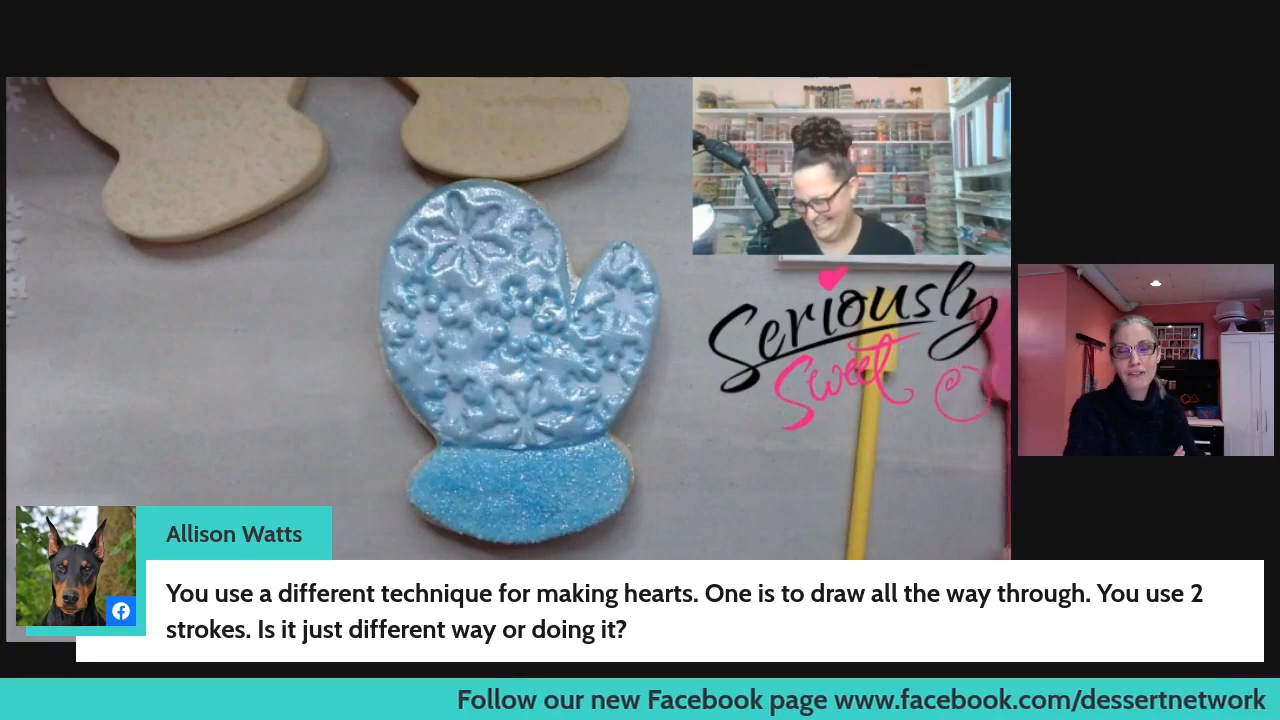 Seriously
Sweet
Allison Watts
You use a different technique for making hearts. One is to draw all the way through. You use 2
strokes. Is it just different way or doing it?
Follow our new Facebook page www.facebook.com/dessertnetwork